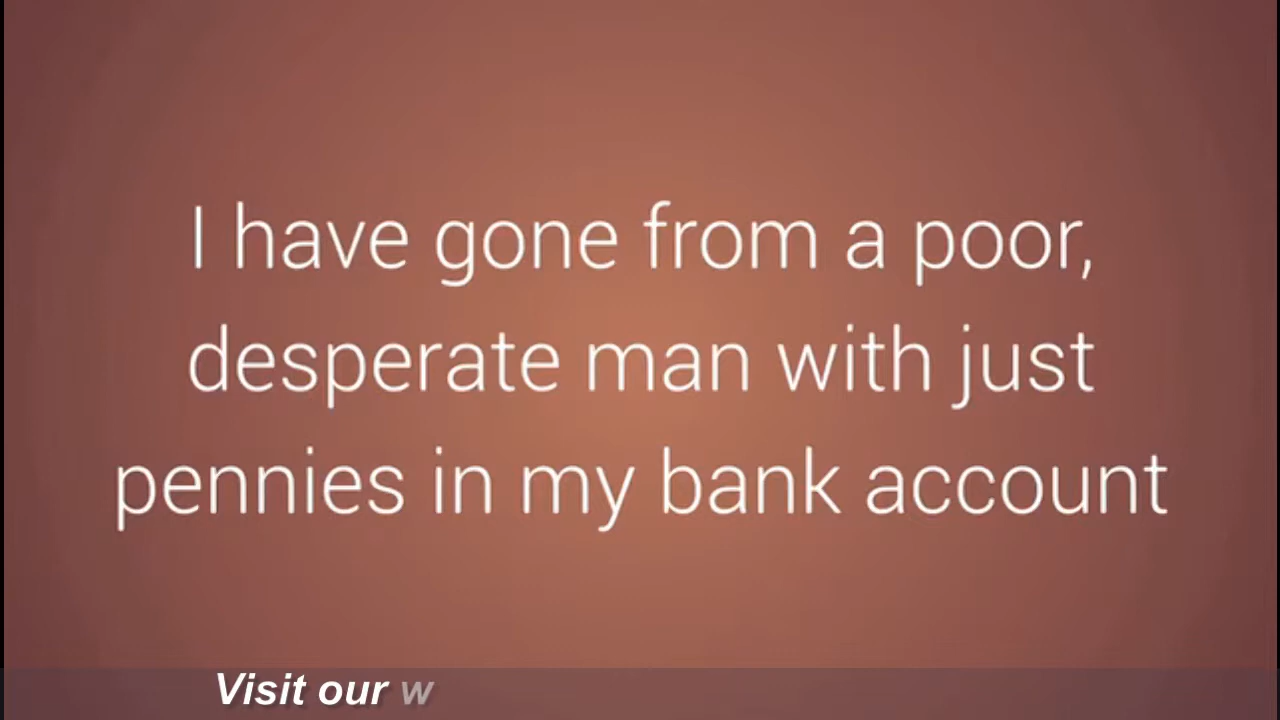 I have gone from a poor,
desperate man with just
pennies in my bank account
Visit our w